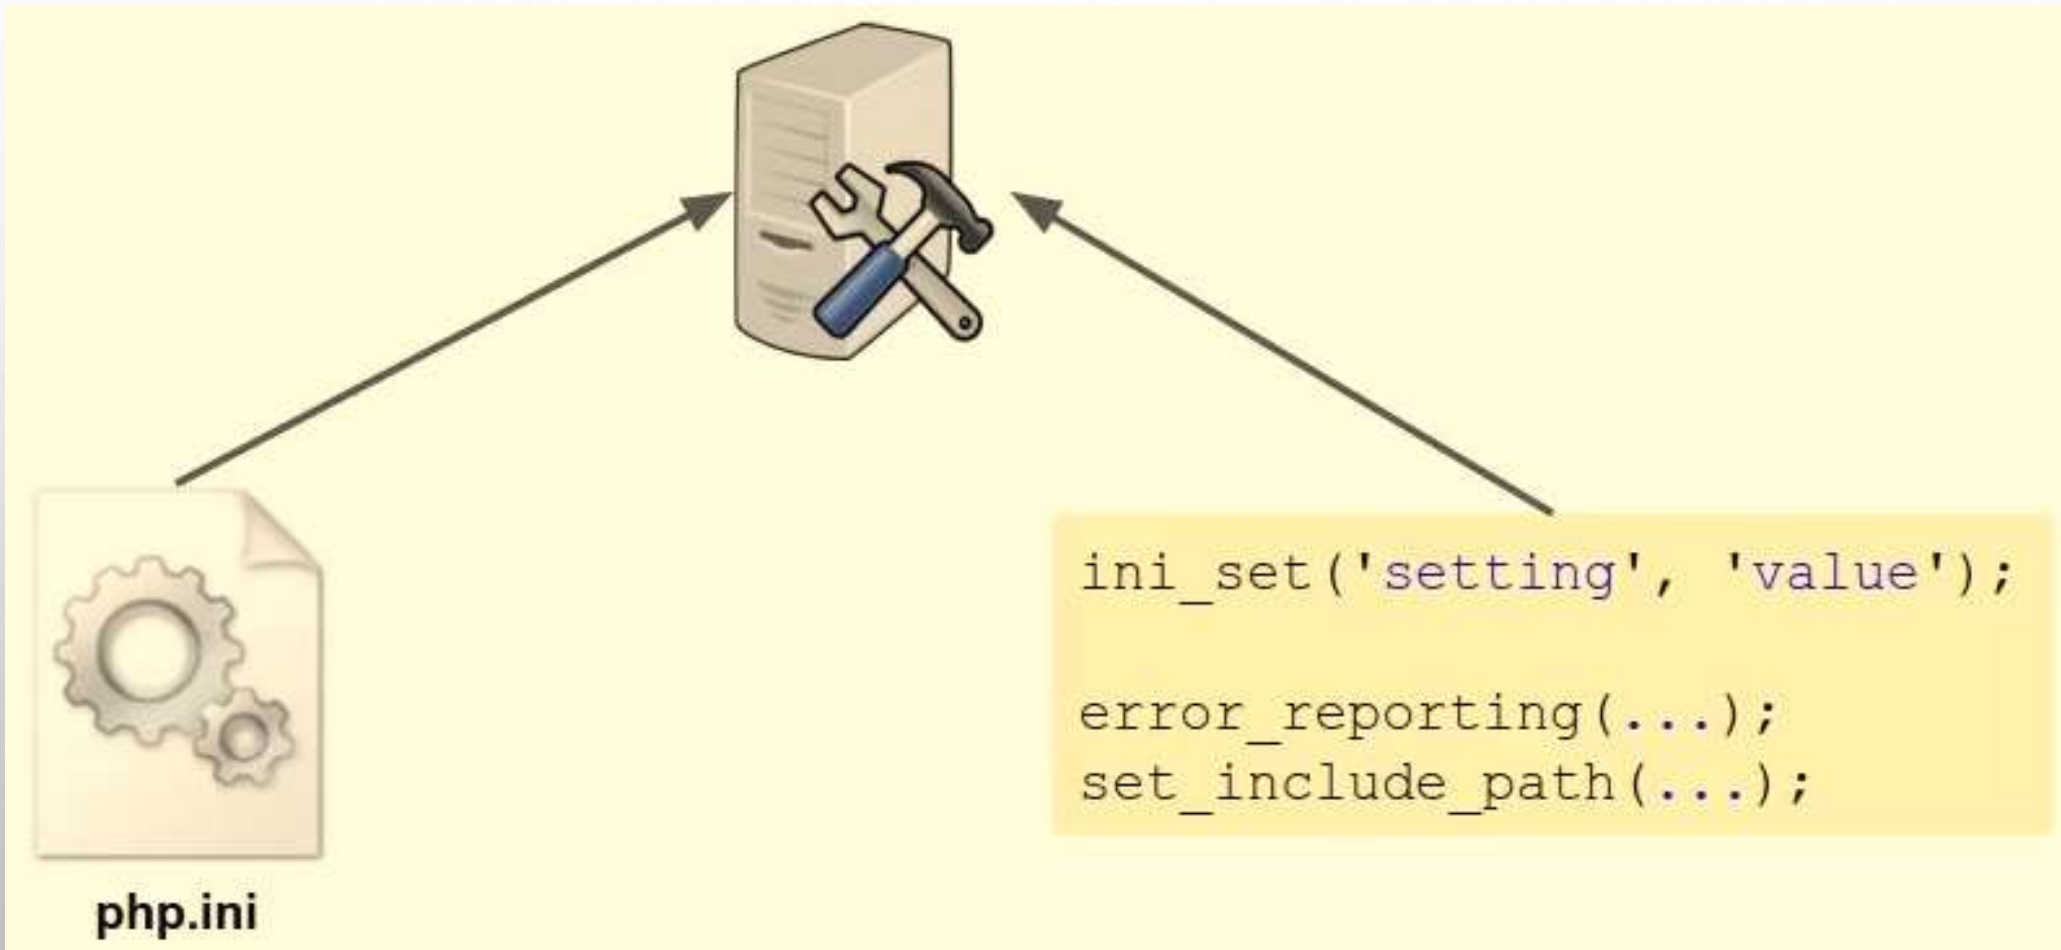 ini_set('setting', 'value');
error_reporting(...);
set_include_path(...);
php.ini